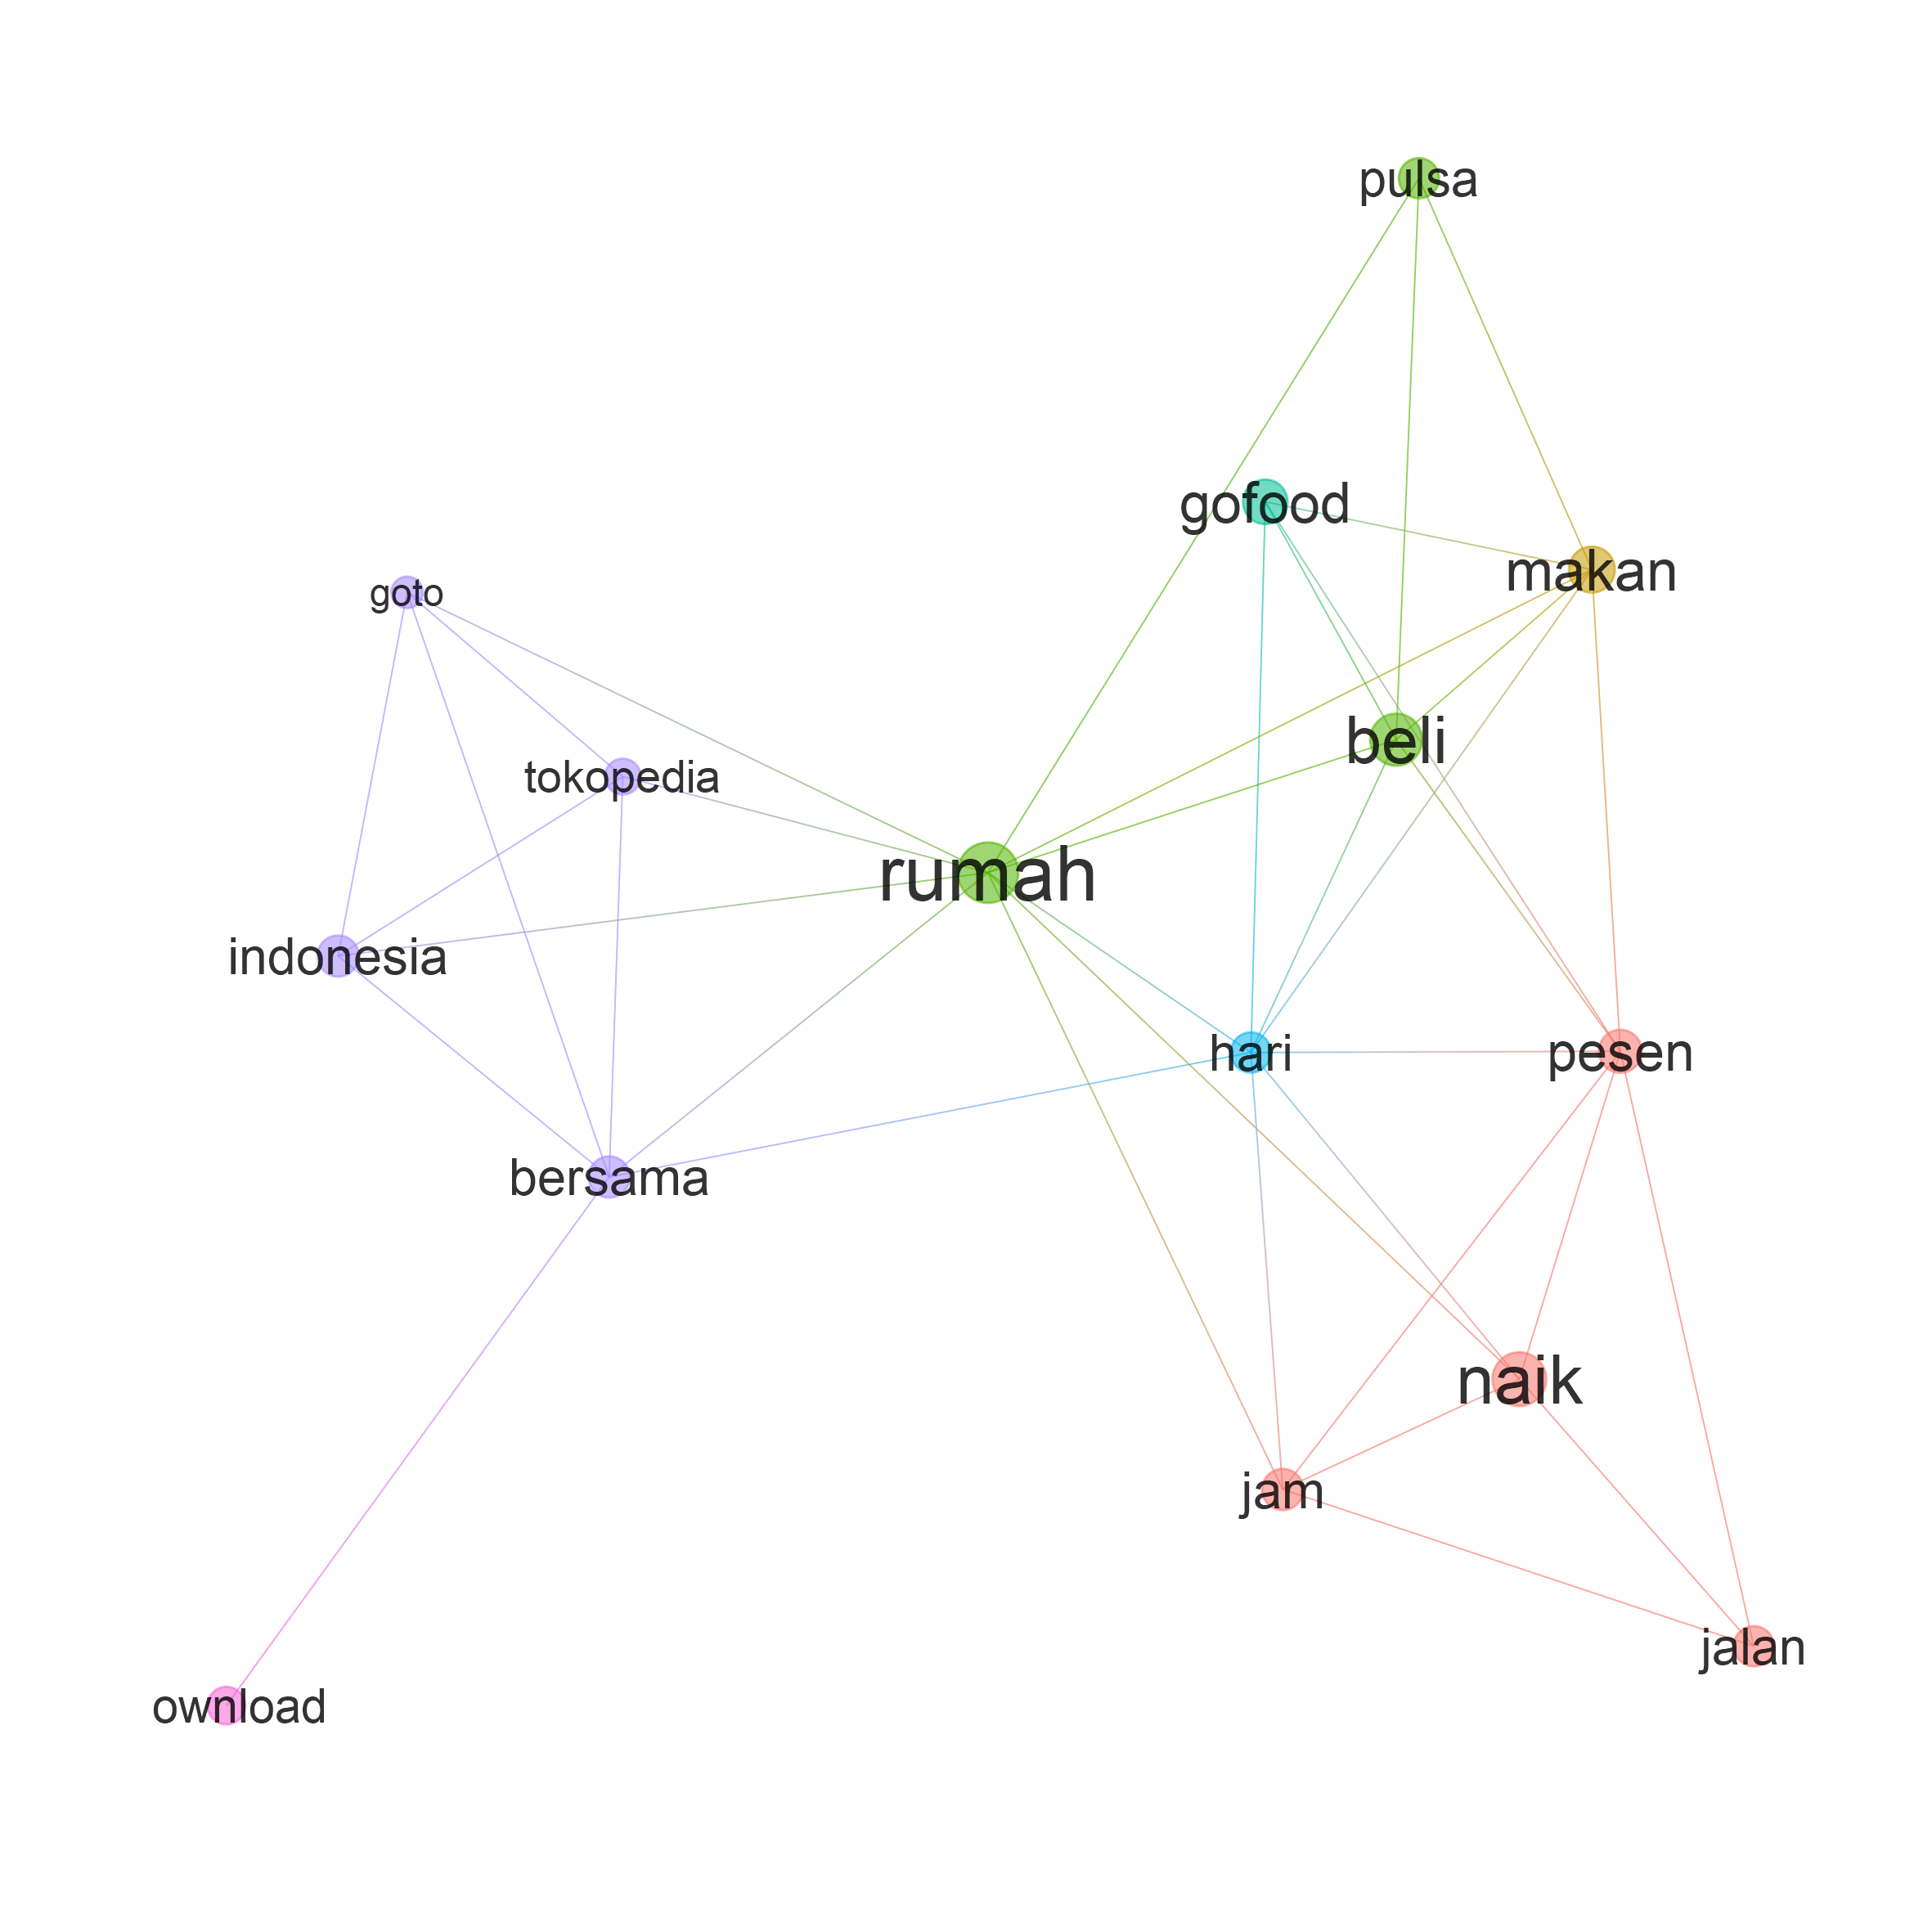 pulsa
gofood
makan
goto
beli
tokopedia
rumah
indonesia
hari
pesen
bersama
naik
jam
jalan
ownload